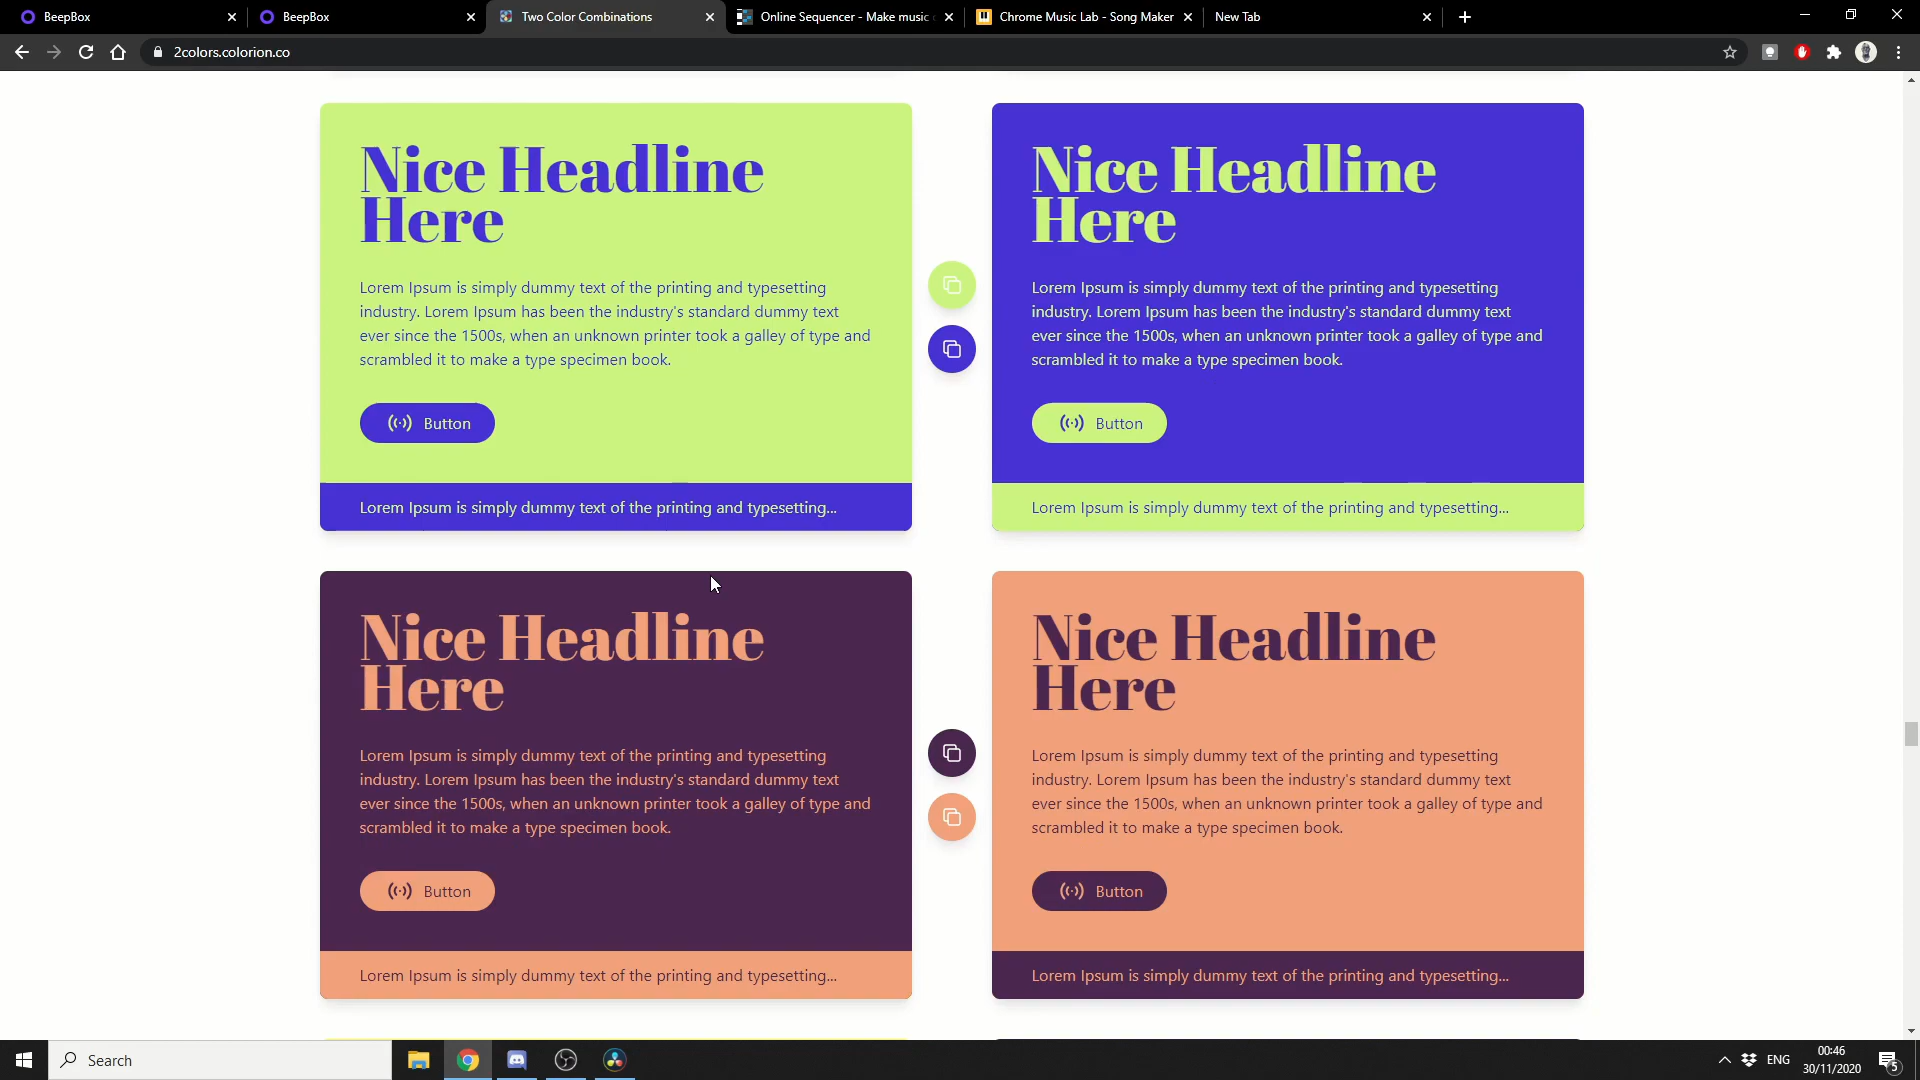 BeepBox
BeepBox
Two Color Combinations
Online Sequencer - Make music
Chrome Music Lab - Song Maker
New Tab
2colors.colorion.co
Nice Headline
Here
Lorem Ipsum is simply dummy text of the printing and typesetting
industry. Lorem Ipsum has been the industry's standard dummy text
ever since the 1500s, when an unknown printer took a galley of type and
scrambled it to make a type specimen book.
Button
Lorem Ipsum is simply dummy text of the printing and typesetting...
Nice Headline
Here
Lorem Ipsum is simply dummy text of the printing and typesetting
industry. Lorem Ipsum has been the industry's standard dummy text
ever since the 1500s, when an unknown printer took a galley of type and
scrambled it to make a type specimen book.
Button
Lorem Ipsum is simply dummy text of the printing and typesetting...
Nice Headline
Here
Lorem Ipsum is simply dummy text of the printing and typesetting
industry. Lorem Ipsum has been the industry's standard dummy text
ever since the 1500s, when an unknown printer took a galley of type and
scrambled it to make a type specimen book.
Button
Lorem Ipsum is simply dummy text of the printing and typesetting...
Nice Headline
Here
Lorem Ipsum is simply dummy text of the printing and typesetting
industry. Lorem Ipsum has been the industry's standard dummy text
ever since the 1500s, when an unknown printer took a galley of type and
scrambled it to make a type specimen book.
Button
Lorem Ipsum is simply dummy text of the printing and typesetting...
Search
ENG
00:46
30/11/2020
5